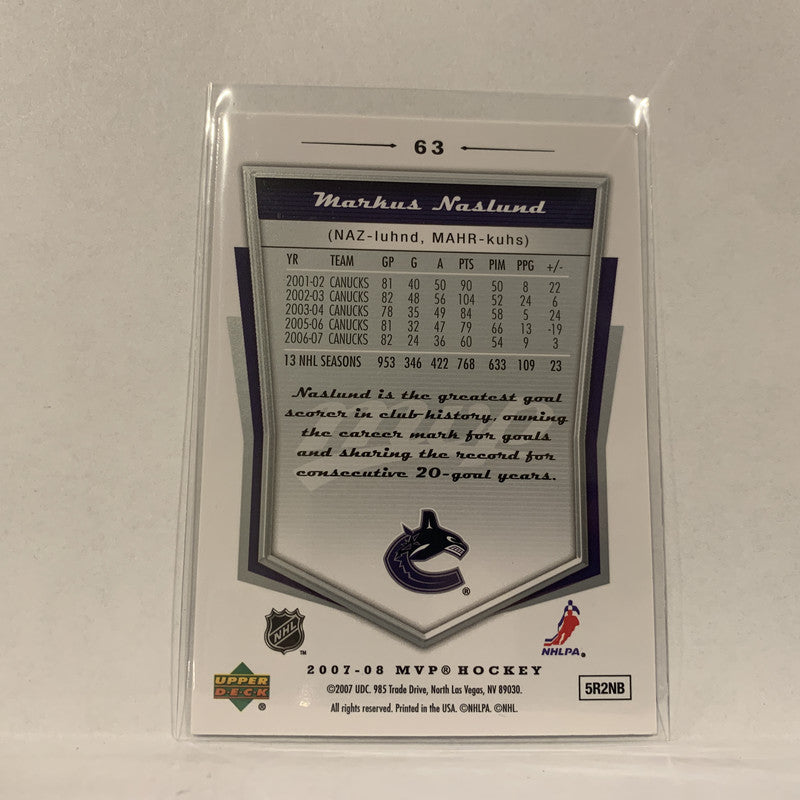 63
Markus Naslund
(NAZ-luhnd, MAHR-kuhs)
YR TEAM GP G A PTS PIM PPG +/-
2001-02 CANUCKS 81 40 50 90 50 8 22
2002-03 CANUCKS 82 48 56 104 52 24 6
2003-04 CANUCKS 78 35 49 84 58 5 24
2005-06 CANUCKS 81 32 47 79 66 13 -19
2006-07 CANUCKS 82 24 36 60 54 9 3
13 NHL SEASONS 953 346 422 768 633 109 23
Naslund is the greatest goal
scorer in club history, owning
the career mark for goals
and sharing the record for
consecutive 20-goal years.
®
NHL
TM
NHLPA.®
2007-08 MVP® HOCKEY
UPPER
DECK
®
©2007 UDC. 985 Trade Drive, North Las Vegas, NV 89030.
All rights reserved. Printed in the USA. ©NHLPA. ©NHL.
5R2NB